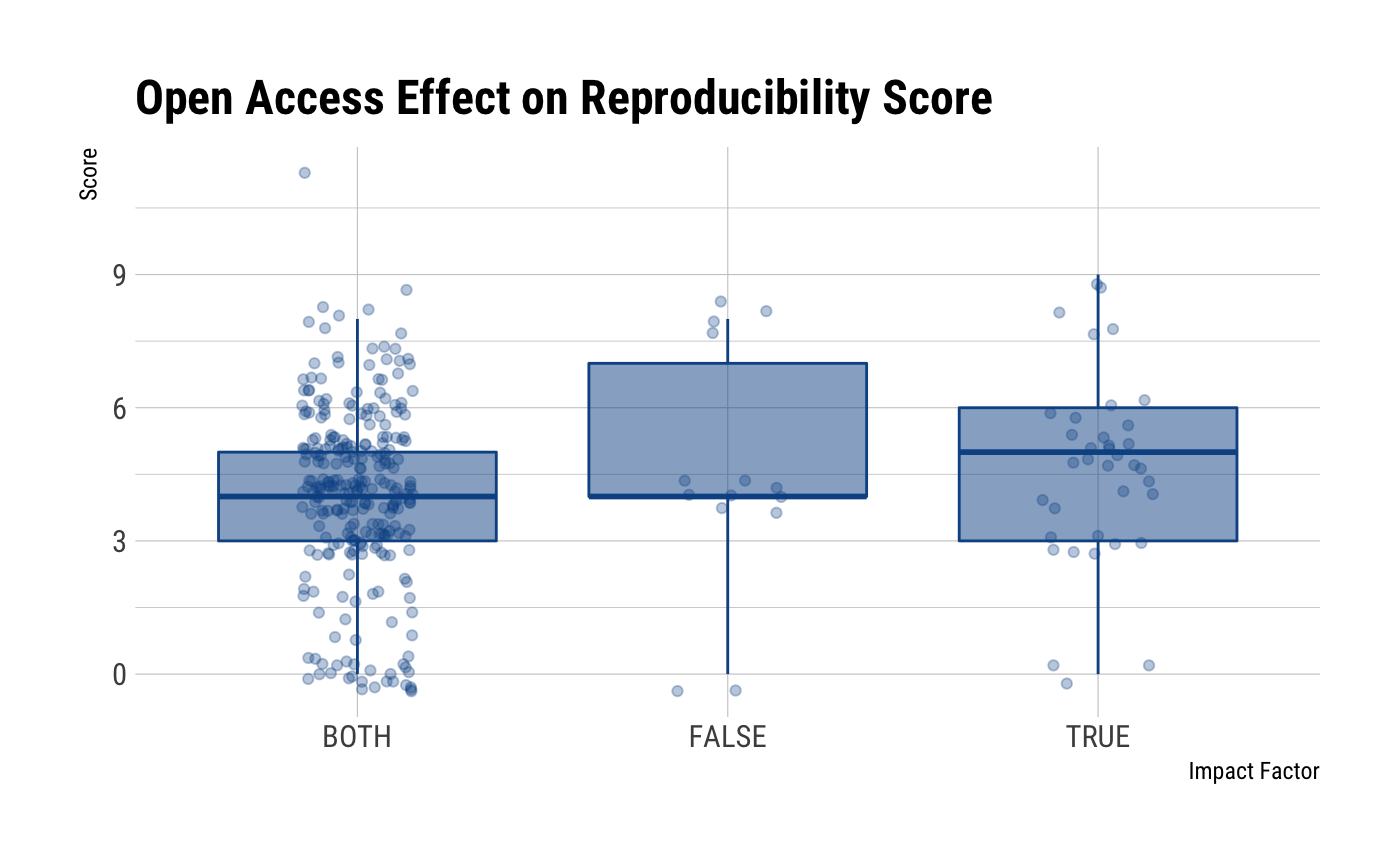 Open Access Effect on Reproducibility Score
Score
9
6
3
0
BOTH FALSE TRUE
Impact Factor